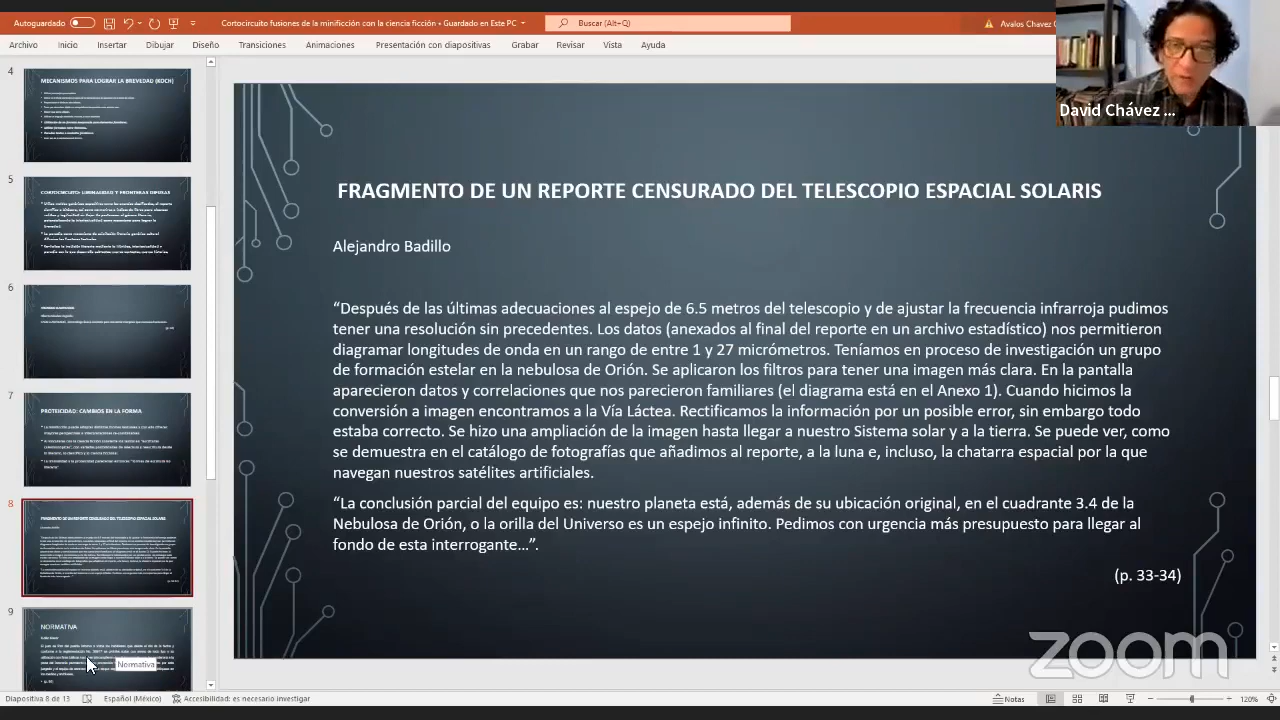 Autoguardado
Cortocircuito fusiones de la minificción con la ciencia ficción • Guardado en Este PC
Buscar (Alt+Q)
Avalos Chavez
Archivo Inicio Insertar Dibujar Diseño Transiciones Animaciones Presentación con diapositivas Grabar Revisar Vista Ayuda
David Chávez ...
4
MECANISMOS PARA LOGRAR LA BREVEDAD (KOCH)
5
CORTOCIRCUITO: LIMINALIDAD Y FRONTERAS DIFUSAS
6
7
PROTEICIDAD: CAMBIOS EN LA FORMA
8
FRAGMENTO DE UN REPORTE CENSURADO DEL TELESCOPIO ESPACIAL SOLARIS
9
NORMATIVA
Normativa
FRAGMENTO DE UN REPORTE CENSURADO DEL TELESCOPIO ESPACIAL SOLARIS
Alejandro Badillo
“Después de las últimas adecuaciones al espejo de 6.5 metros del telescopio y de ajustar la frecuencia infrarroja pudimos
tener una resolución sin precedentes. Los datos (anexados al final del reporte en un archivo estadístico) nos permitieron
diagramar longitudes de onda en un rango de entre 1 y 27 micrómetros. Teníamos en proceso de investigación un grupo
de formación estelar en la nebulosa de Orión. Se aplicaron los filtros para tener una imagen más clara. En la pantalla
aparecieron datos y correlaciones que nos parecieron familiares (el diagrama está en el Anexo 1). Cuando hicimos la
conversión a imagen encontramos a la Vía Láctea. Rectificamos la información por un posible error, sin embargo todo
estaba correcto. Se hizo una ampliación de la imagen hasta llegar a nuestro Sistema solar y a la tierra. Se puede ver, como
se demuestra en el catálogo de fotografías que añadimos al reporte, a la luna e, incluso, la chatarra espacial por la que
navegan nuestros satélites artificiales.
“La conclusión parcial del equipo es: nuestro planeta está, además de su ubicacion original, en el cuadrante 3.4 de la
Nebulosa de Orión, o la orilla del Universo es un espejo infinito. Pedimos con urgencia más presupuesto para llegar al
fondo de esta interrogante…”
(p. 33-34)
zoom
Diapositiva 8 de 13 Español (México) Accesibilidad: es necesario investigar Notas 120%